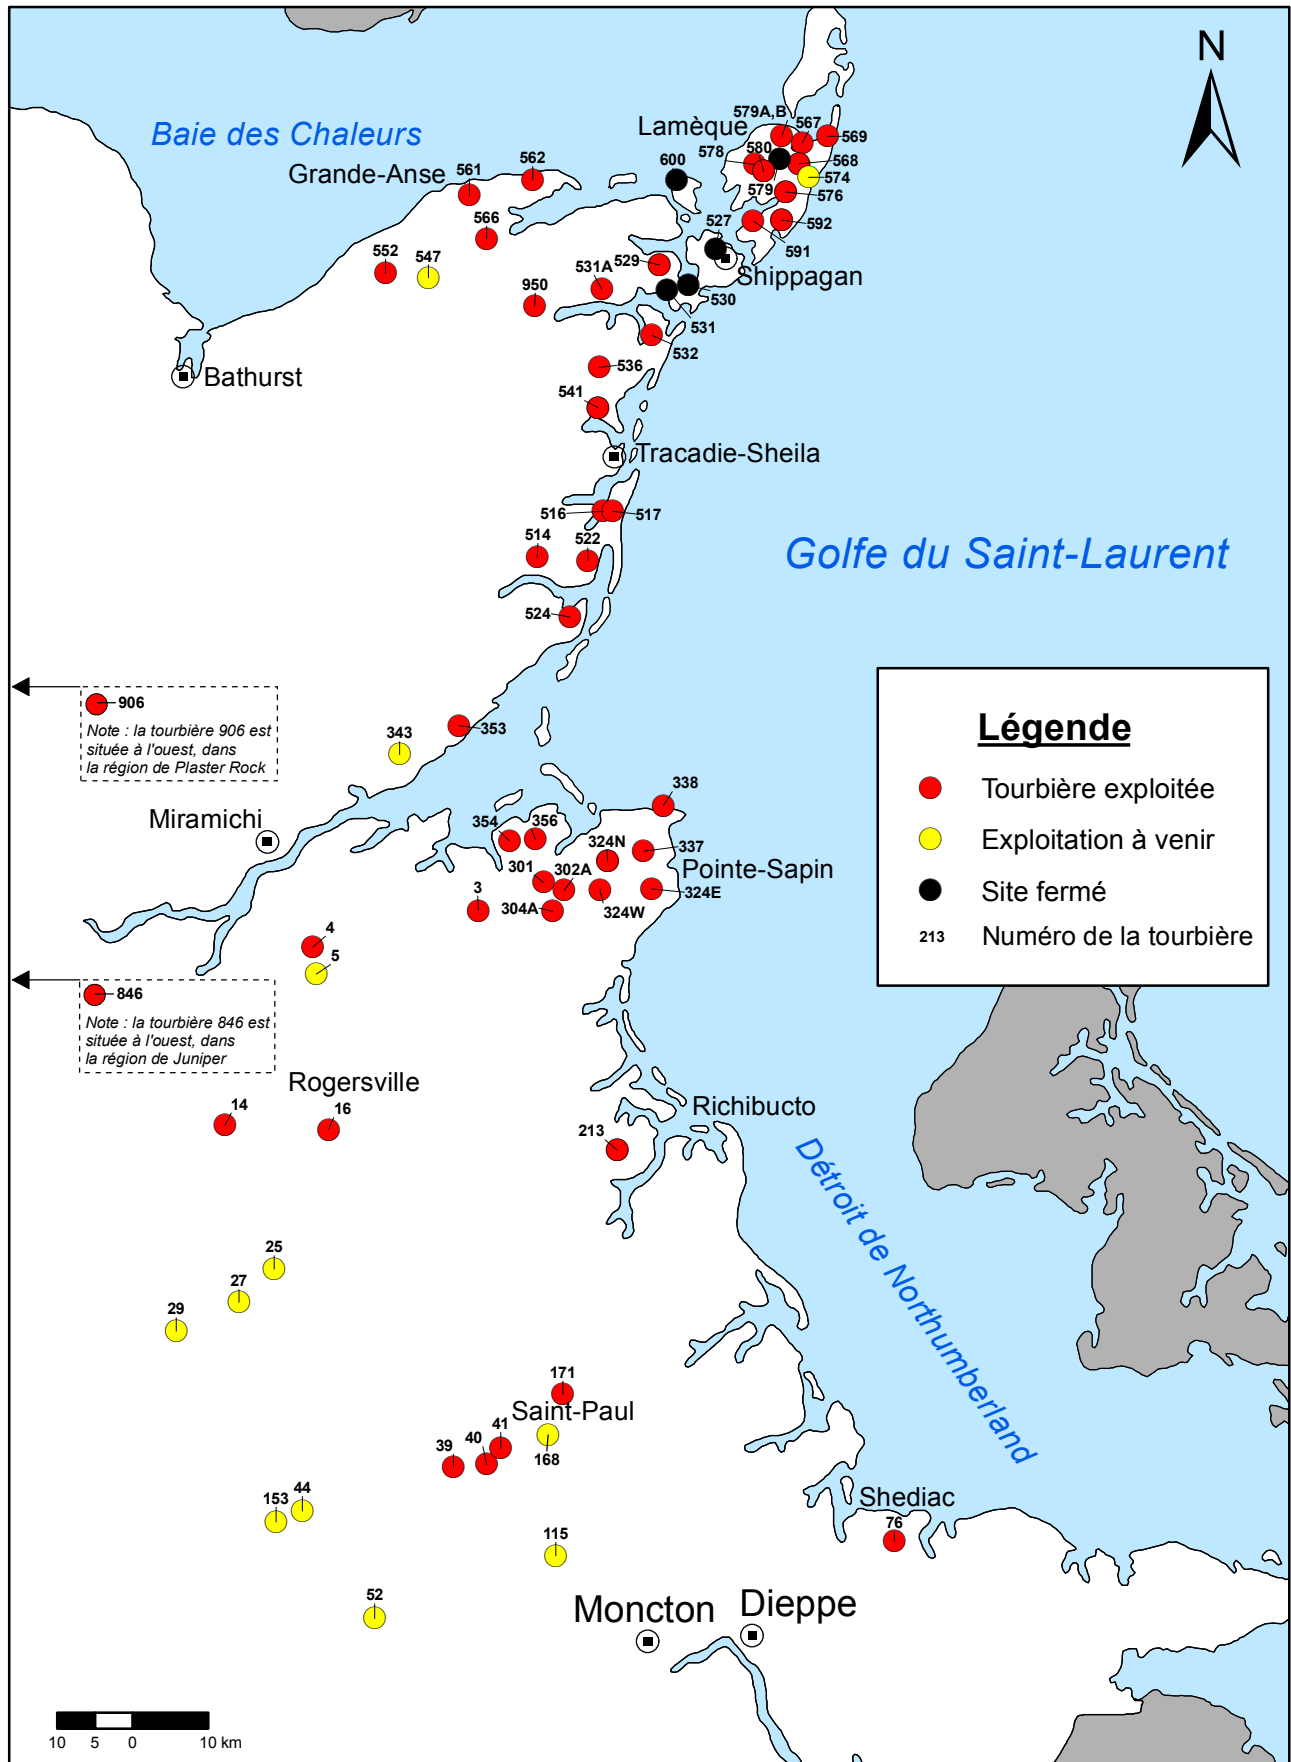 N
Baie des Chaleurs
Lamèque
579A,B
567
569
Grande-Anse
561
562
600
578
580
568
574
579
576
566
527
592
591
552
547
529
Shippagan
531A
530
950
531
532
536
Bathurst
541
Tracadie-Sheila
516
517
514
522
Golfe du Saint-Laurent
524
906
Note : la tourbière 906 est
située à l'ouest, dans
la région de Plaster Rock
343
353
Légende
Tourbière exploitée
Exploitation à venir
Site fermé
213 Numéro de la tourbière
338
Miramichi
354
356
324N
337
Pointe-Sapin
301
302A
324E
3
304A
324W
4
5
846
Note : la tourbière 846 est
située à l'ouest, dans
la région de Juniper
Rogersville
14
16
Richibucto
213
Détroit de Northumberland
25
27
29
171
Saint-Paul
41
40
39
168
153
44
Shediac
76
115
52
Moncton
Dieppe
10 5 0 10 km